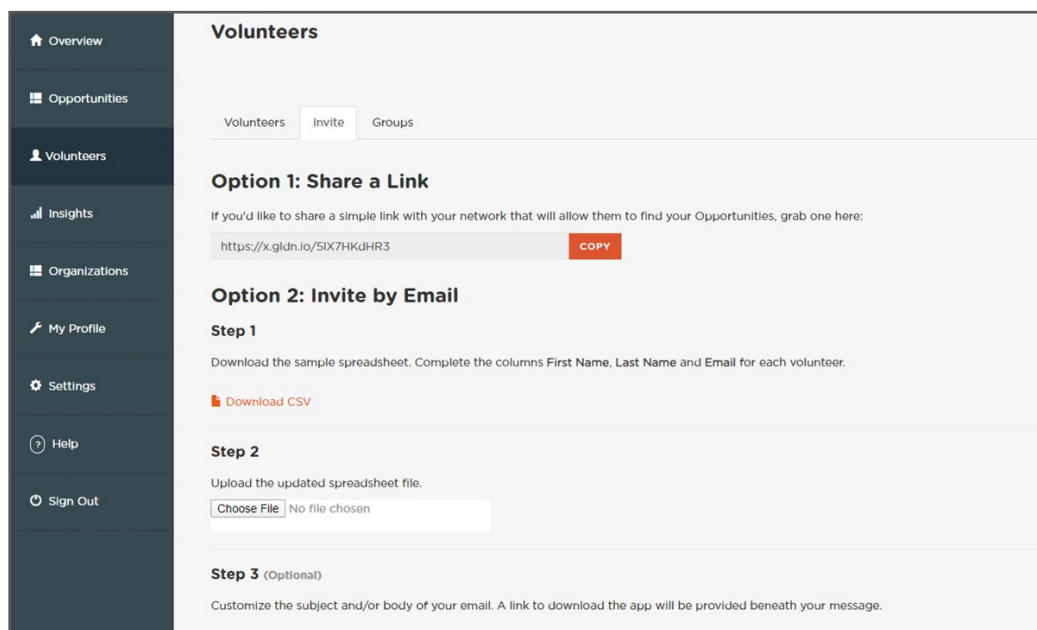 Overview
Opportunities
Volunteers
Insights
Organizations
My Profile
Settings
? Help
Sign Out
Volunteers
Volunteers Invite Groups
Option 1: Share a Link
If you'd like to share a simple link with your network that will allow them to find your Opportunities, grab one here:
https://x.gldn.io/5IX7HKdHR3 COPY
Option 2: Invite by Email
Step 1
Download the sample spreadsheet. Complete the columns First Name, Last Name and Email for each volunteer.
Download CSV
Step 2
Upload the updated spreadsheet file.
Choose File No file chosen
Step 3 (Optional)
Customize the subject and/or body of your email. A link to download the app will be provided beneath your message.